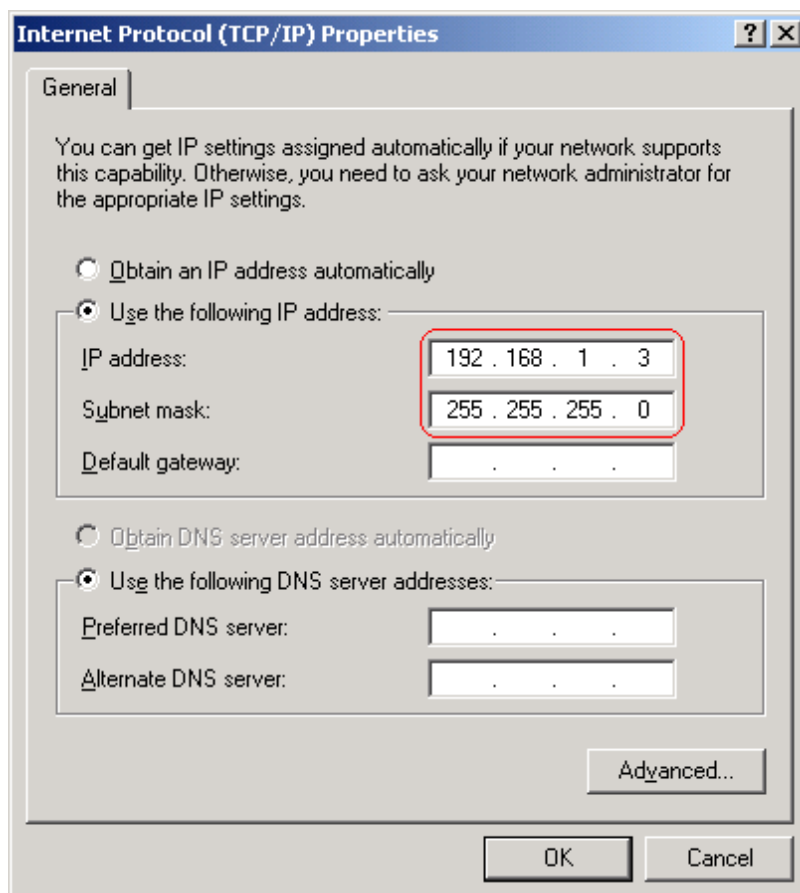 Internet Protocol (TCP/IP) Properties
General
You can get IP settings assigned automatically if your network supports
this capability. Otherwise, you need to ask your network administrator for
the appropriate IP settings.
Obtain an IP address automatically
Use the following IP address:
IP address: 192 . 168 . 1 . 3
Subnet mask: 255 . 255 . 255 . 0
Default gateway: . . .
Obtain DNS server address automatically
Use the following DNS server addresses:
Preferred DNS server: . . .
Alternate DNS server: . . .
Advanced...
OK Cancel